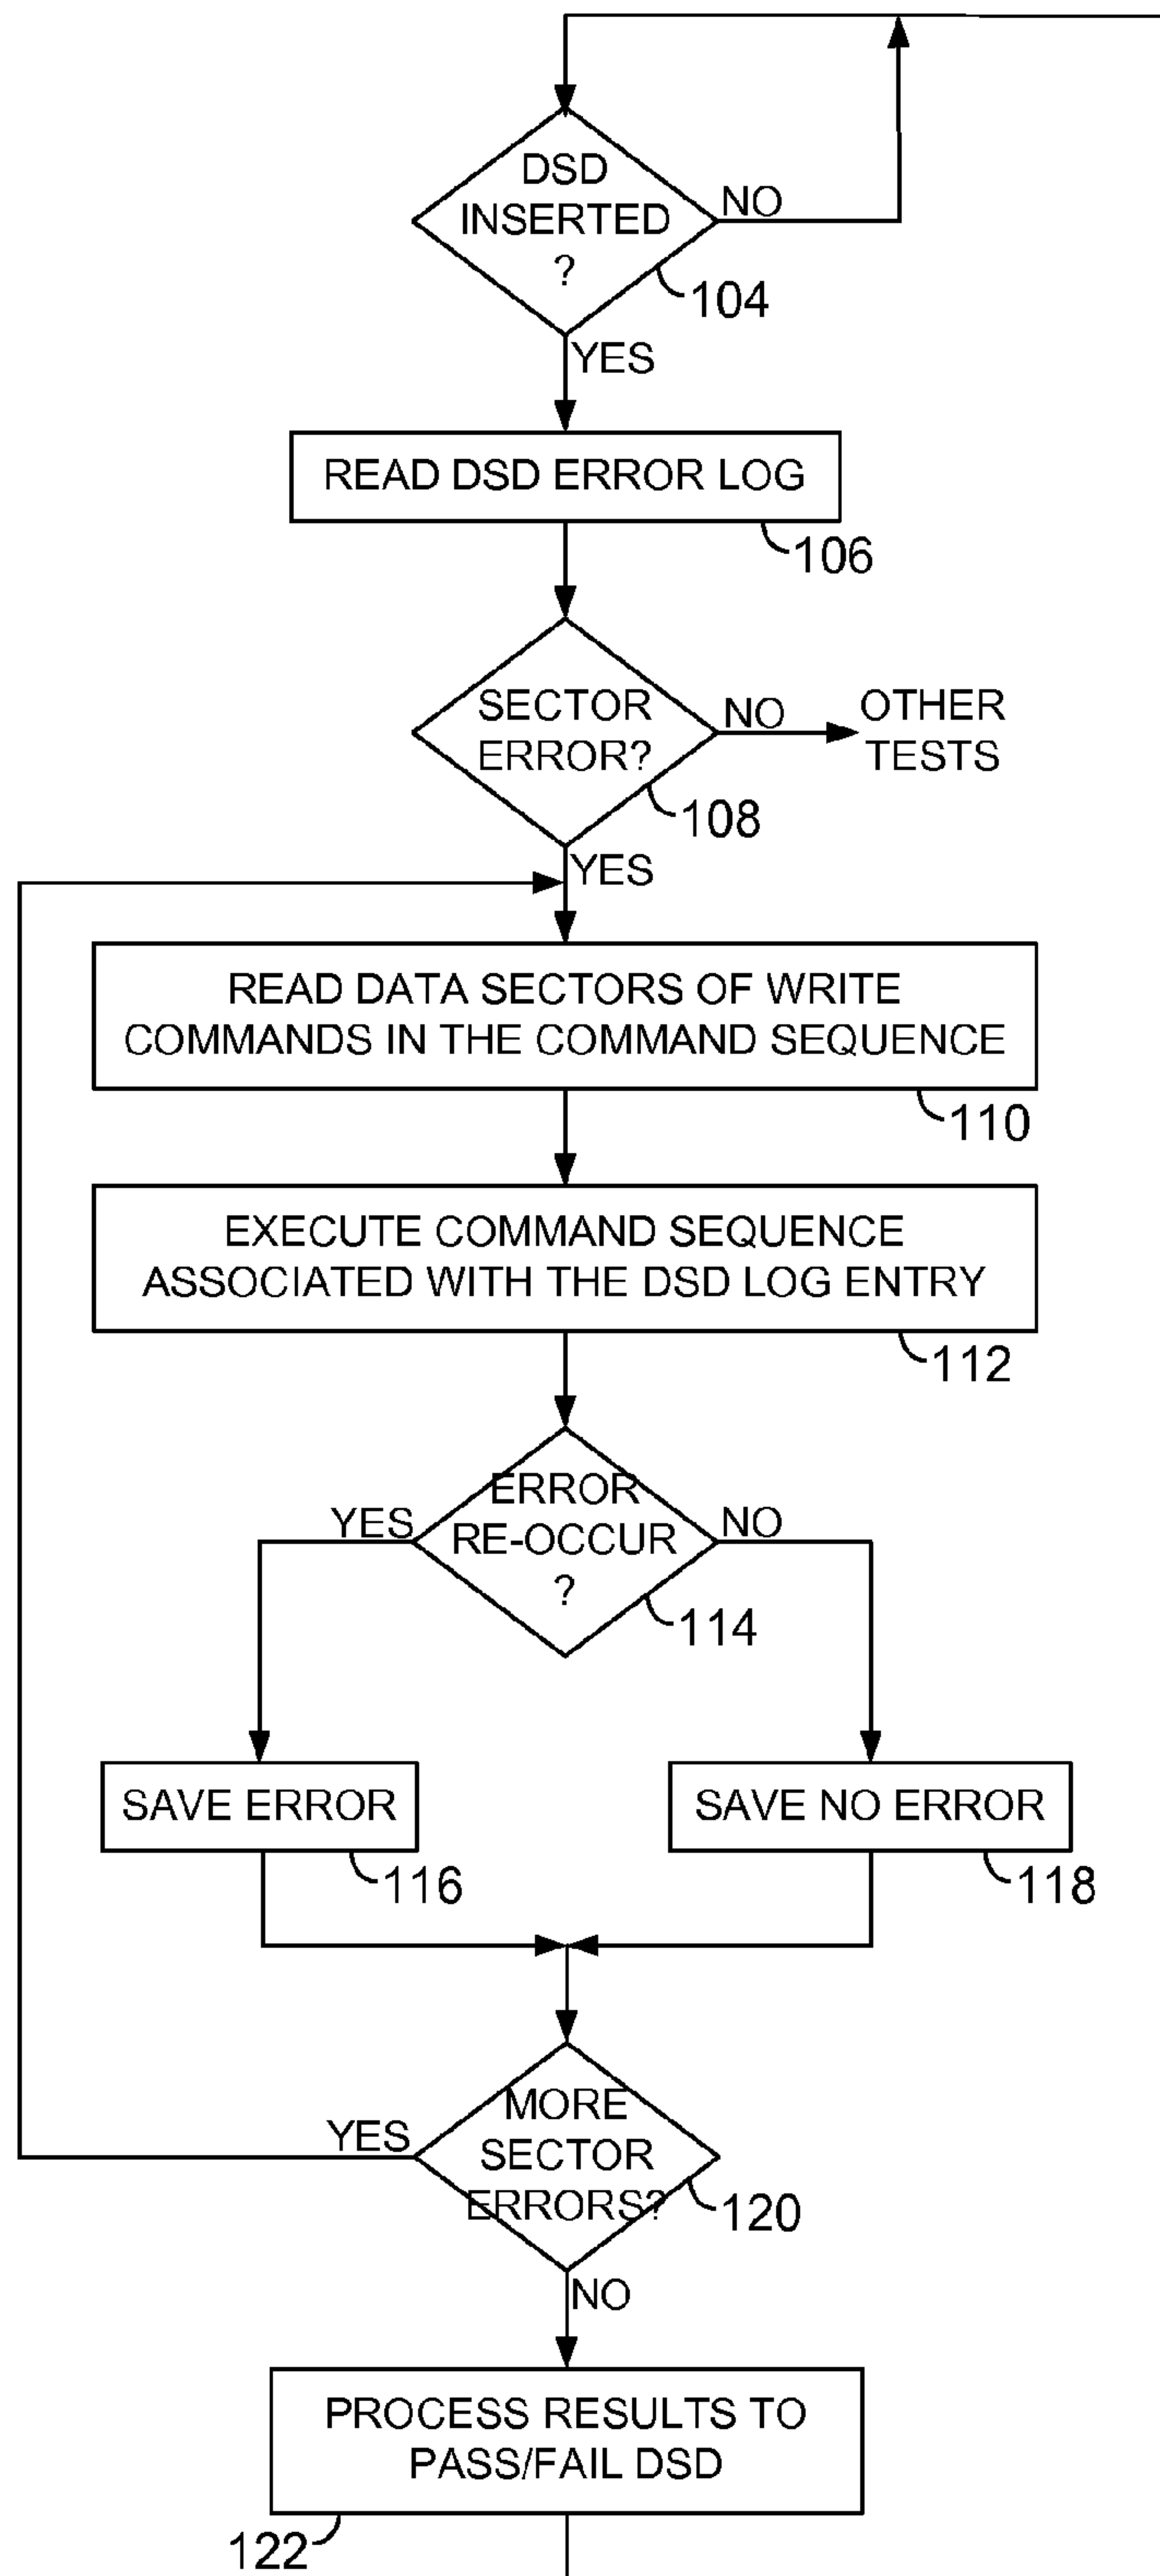 DSD
INSERTED
?
NO
104
YES
READ DSD ERROR LOG
106
SECTOR
ERROR?
NO
OTHER
TESTS
108
YES
READ DATA SECTORS OF WRITE
COMMANDS IN THE COMMAND SEQUENCE
110
EXECUTE COMMAND SEQUENCE
ASSOCIATED WITH THE DSD LOG ENTRY
112
ERROR
RE-OCCUR
?
YES
NO
114
SAVE ERROR
116
SAVE NO ERROR
118
MORE
SECTOR
ERRORS?
YES
120
NO
PROCESS RESULTS TO
PASS/FAIL DSD
122